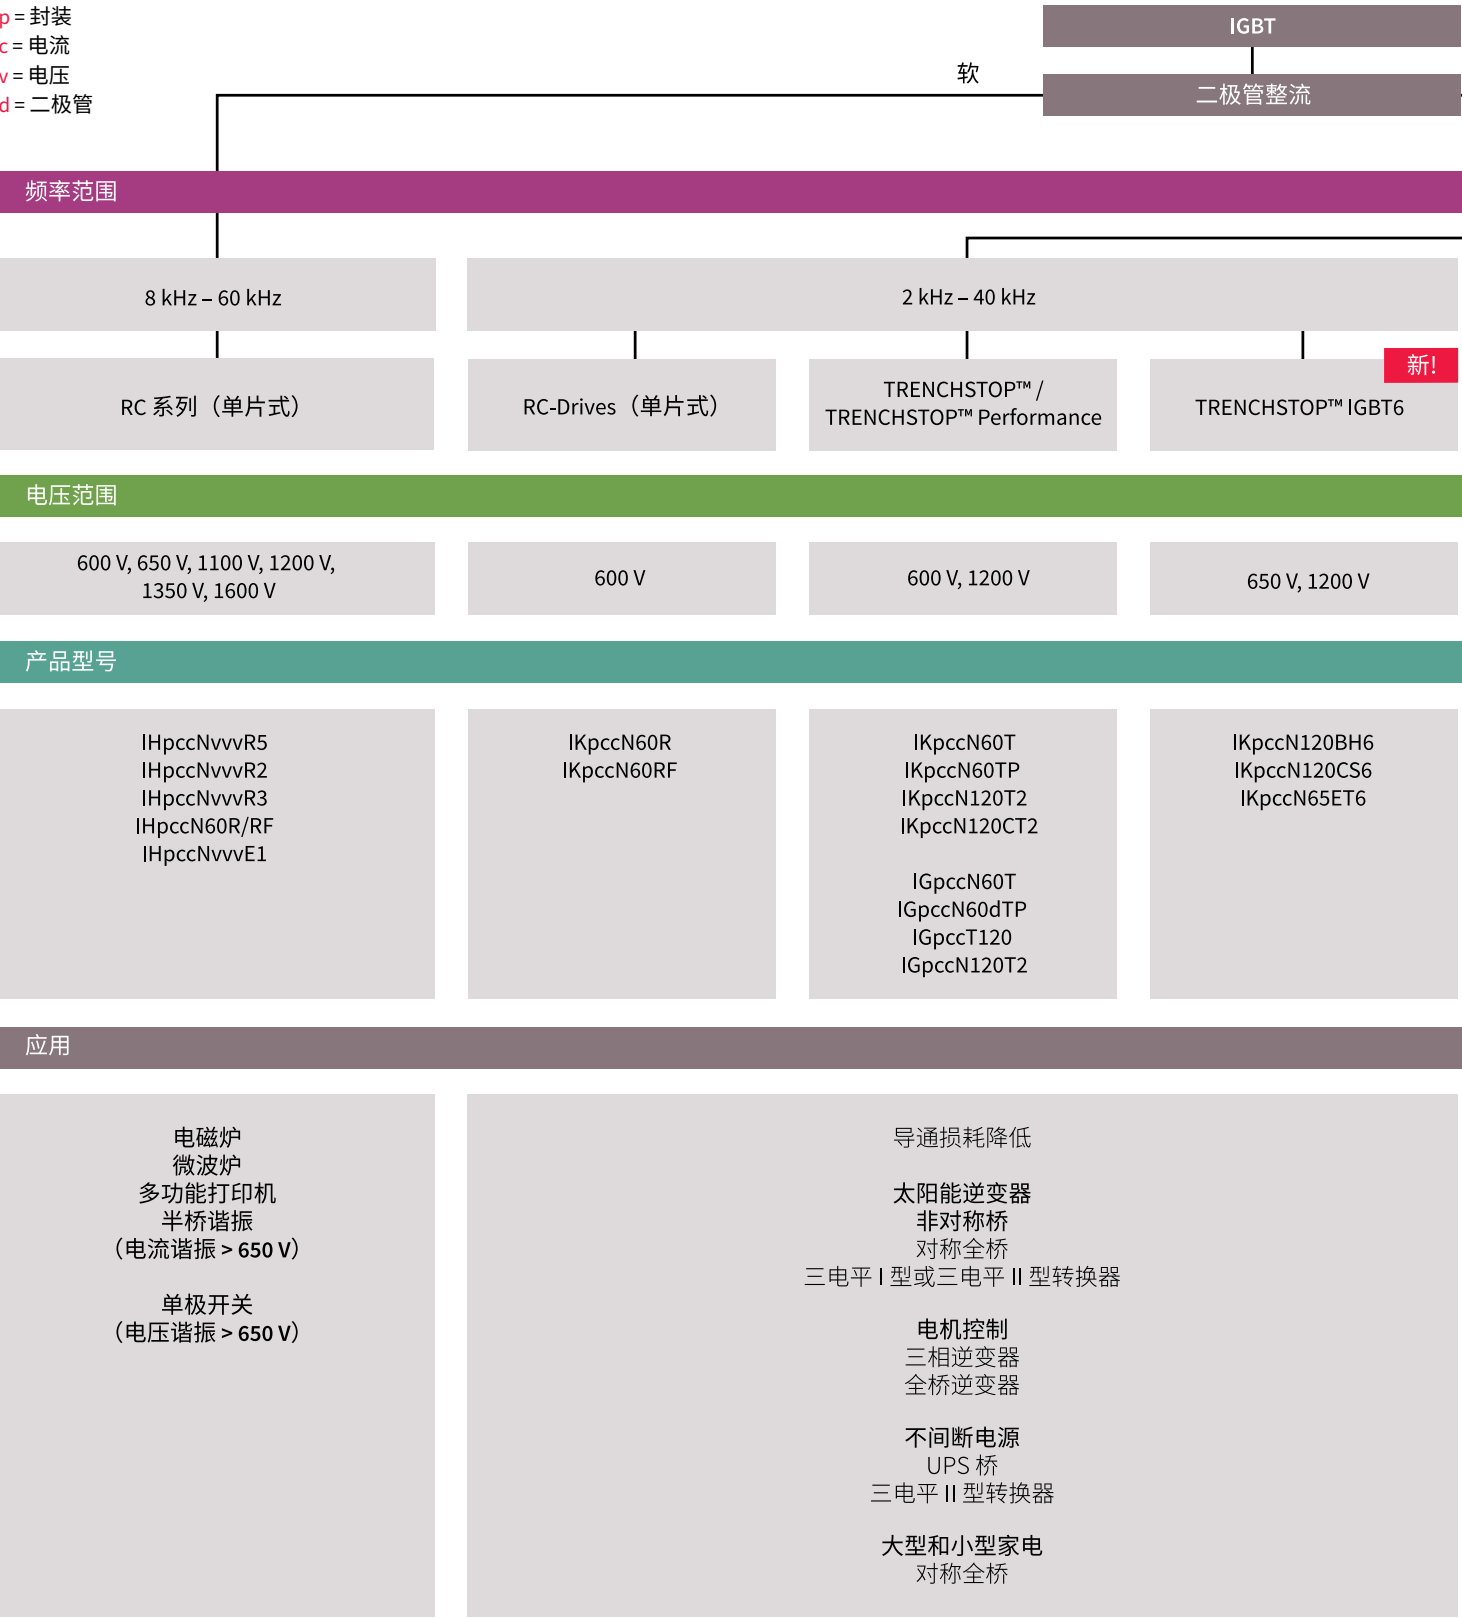 p = 封装
c = 电流
v = 电压
d = 二极管
IGBT
软
二极管整流
频率范围
8 kHz – 60 kHz
2 kHz – 40 kHz
RC 系列（单片式）
RC-Drives（单片式）
TRENCHSTOP™ /
TRENCHSTOP™ Performance
新!
TRENCHSTOP™ IGBT6
电压范围
600 V, 650 V, 1100 V, 1200 V,
1350 V, 1600 V
600 V
600 V, 1200 V
650 V, 1200 V
产品型号
IHpccNvvvR5
IHpccNvvvR2
IHpccNvvvR3
IHpccN60R/RF
IHpccNvvvE1
IKpccN60R
IKpccN60RF
IKpccN60T
IKpccN60TP
IKpccN120T2
IKpccN120CT2
IGpccN60T
IGpccN60dTP
IGpccT120
IGpccN120T2
IKpccN120BH6
IKpccN120CS6
IKpccN65ET6
应用
电磁炉
微波炉
多功能打印机
半桥谐振
（电流谐振 > 650 V）
单极开关
（电压谐振 > 650 V）
导通损耗降低
太阳能逆变器
非对称桥
对称全桥
三电平 I 型或三电平 II 型转换器
电机控制
三相逆变器
全桥逆变器
不间断电源
UPS 桥
三电平 II 型转换器
大型和小型家电
对称全桥